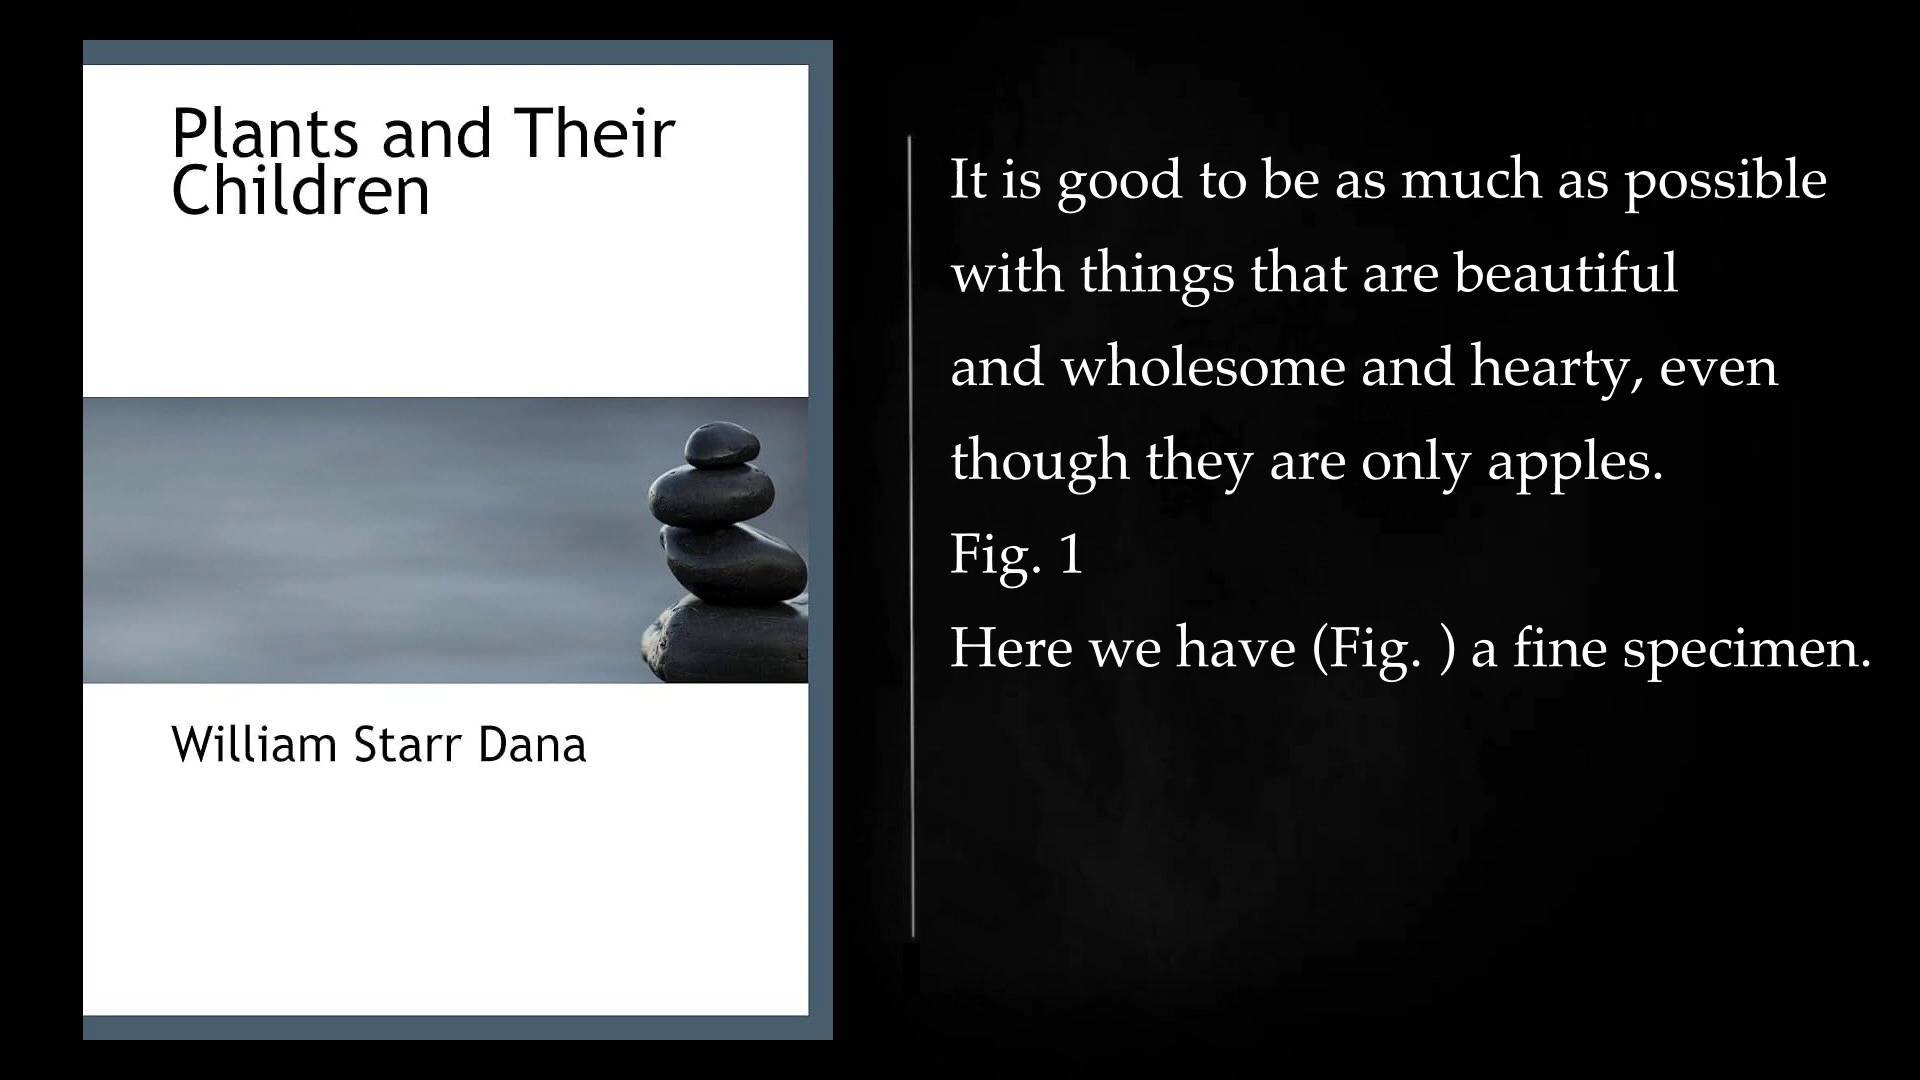 Plants and Their
Children
William Starr Dana
It is good to be as much as possible
with things that are beautiful
and wholesome and hearty, even
though they are only apples.
Fig. 1
Here we have (Fig. ) a fine specimen.